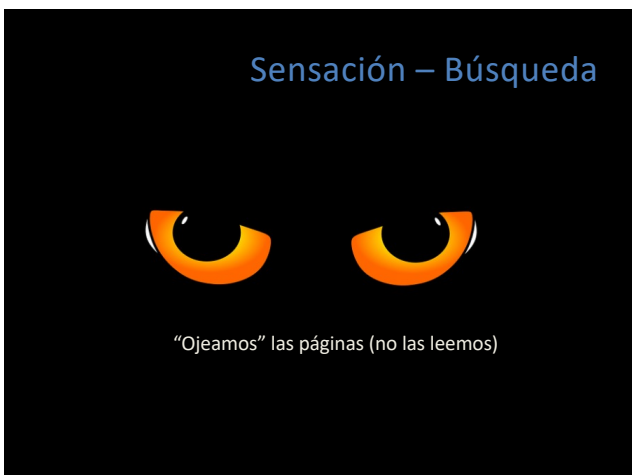 Sensación – Búsqueda
“Ojeamos” las páginas (no las leemos)